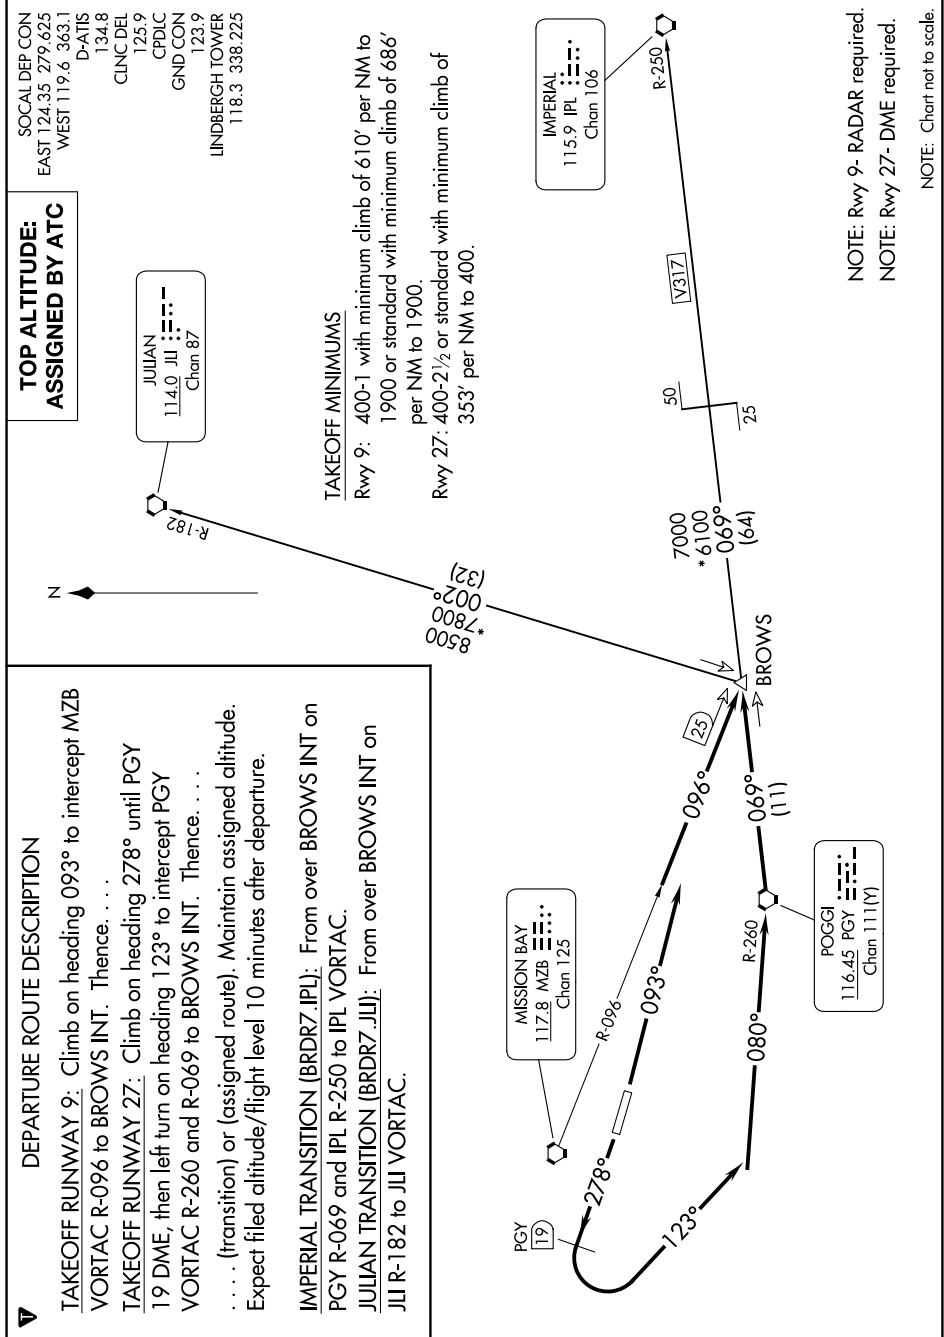 TOP ALTITUDE:
ASSIGNED BY ATC
SOCAL DEP CON
EAST 124.35 279.625
WEST 119.6 363.1
D-ATIS
134.8
CLNC DEL
125.9
CPDLC
GND CON
123.9
LINDBERGH TOWER
118.3 338.225
T
DEPARTURE ROUTE DESCRIPTION
TAKEOFF RUNWAY 9: Climb on heading 093° to intercept MZB
VORTAC R-096 to BROWS INT. Thence. . . .
TAKEOFF RUNWAY 27: Climb on heading 278° until PGY
19 DME, then left turn on heading 123° to intercept PGY
VORTAC R-260 and R-069 to BROWS INT. Thence. . . .
. . . . (transition) or (assigned route). Maintain assigned altitude.
Expect filed altitude/flight level 10 minutes after departure.
IMPERIAL TRANSITION (BRDR7.IPL): From over BROWS INT on
PGY R-069 and IPL R-250 to IPL VORTAC.
JULIAN TRANSITION (BRDR7.JLI): From over BROWS INT on
JLI R-182 to JLI VORTAC.
N
JULIAN
114.0 JLI
Chan 87
R-182
8500
*7800
002°
(32)
TAKEOFF MINIMUMS
Rwy 9: 400-1 with minimum climb of 610' per NM to
1900 or standard with minimum climb of 686'
per NM to 1900.
Rwy 27: 400-2½ or standard with minimum climb of
353' per NM to 400.
IMPERIAL
115.9 IPL
Chan 106
R-250
V317
50
25
7000
*6100
069°
(64)
BROWS
25
096°
069°
(11)
MISSION BAY
117.8 MZB
Chan 125
R-096
093°
278°
PGY
19
123°
080°
R-260
POGGI
116.45 PGY
Chan 111(Y)
NOTE: Rwy 9- RADAR required.
NOTE: Rwy 27- DME required.
NOTE: Chart not to scale.